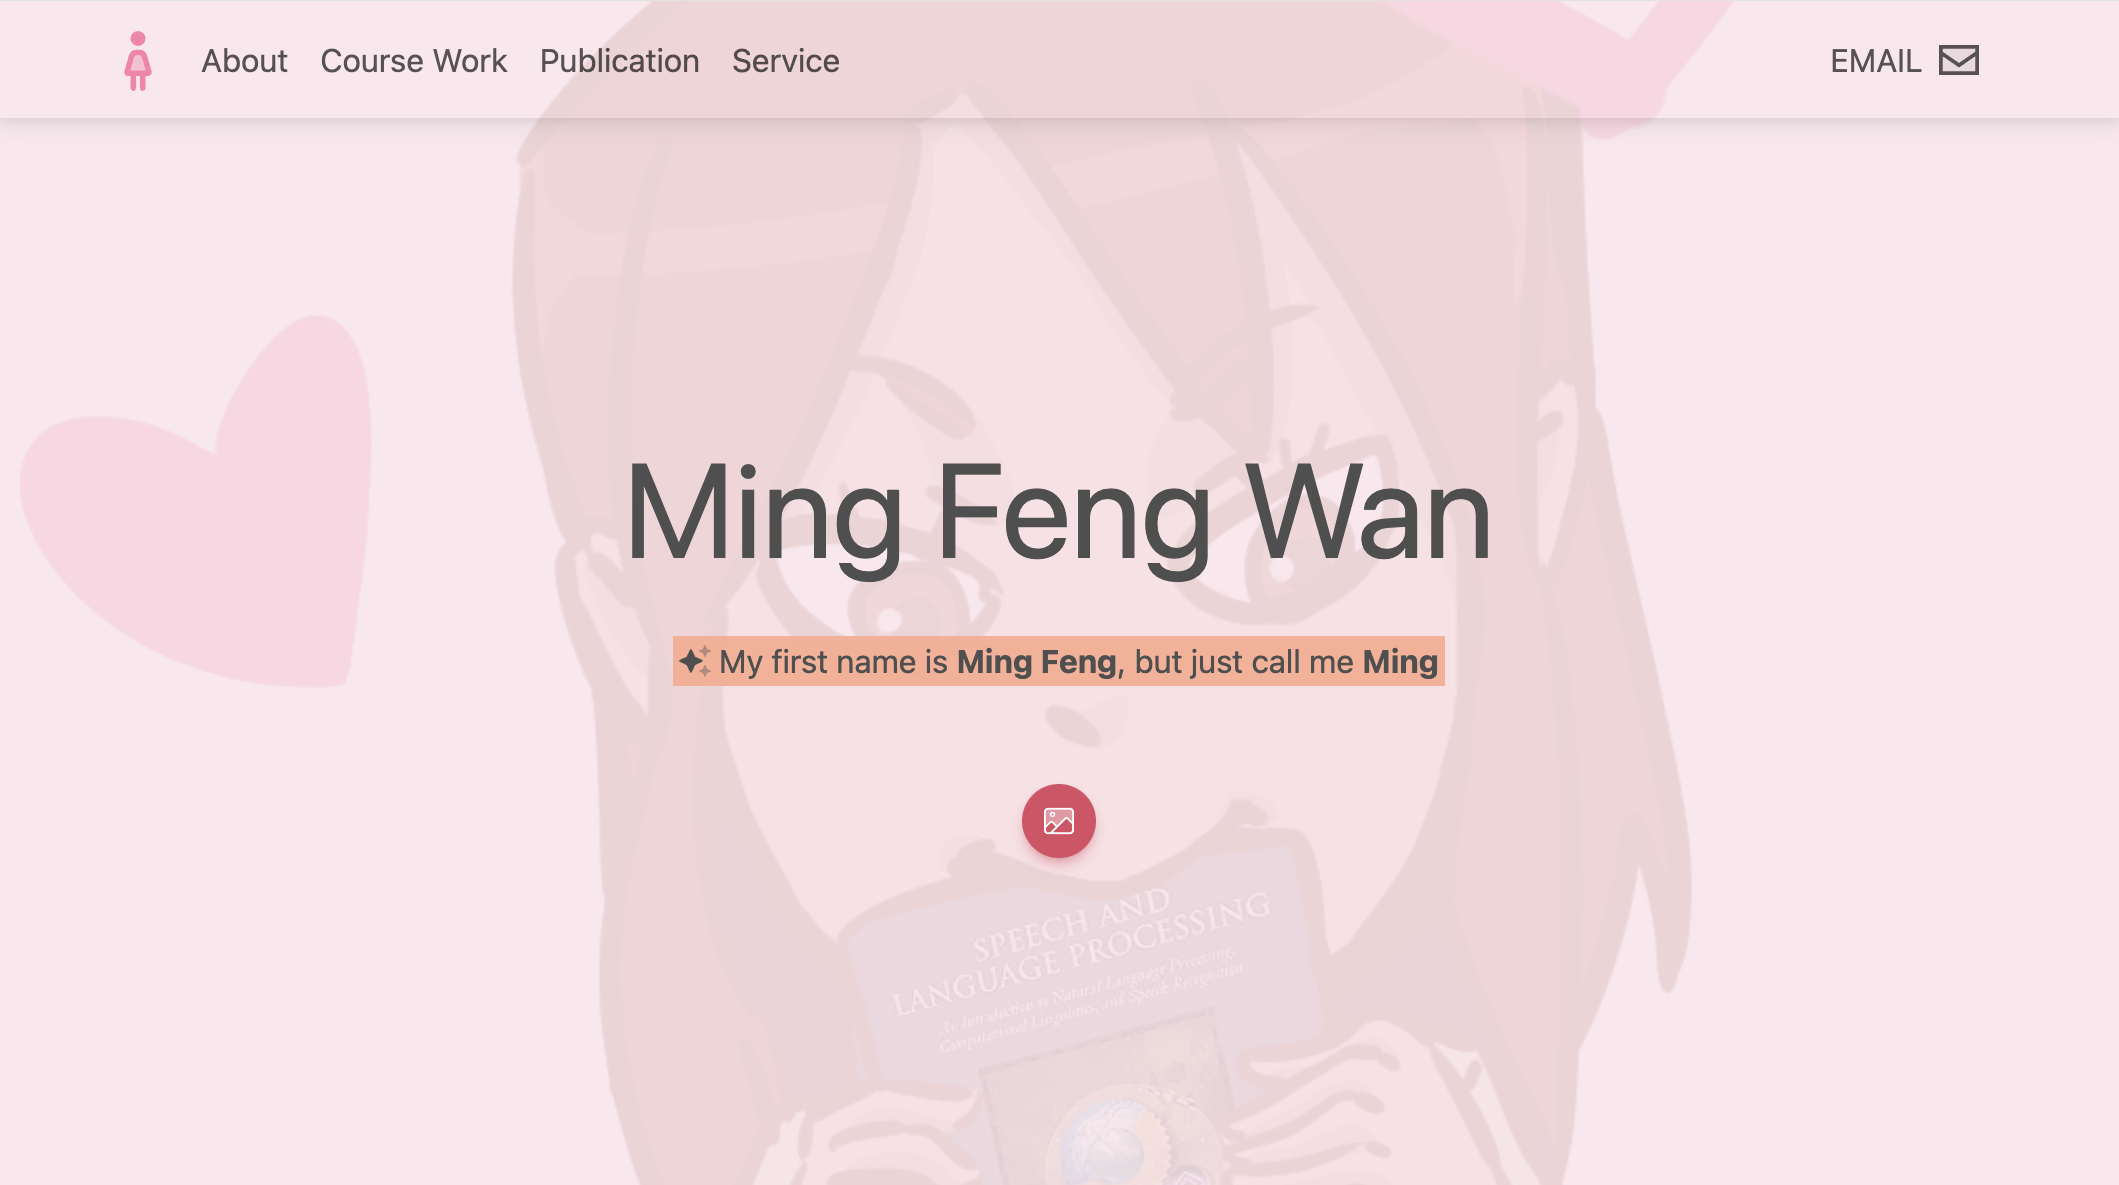 About Course Work Publication Service EMAIL
Ming Feng Wan
My first name is Ming Feng, but just call me Ming
SPEECH AND
LANGUAGE PROCESSING
An Introduction to Natural Language Processing,
Computational Linguistics, and Speech Recognition